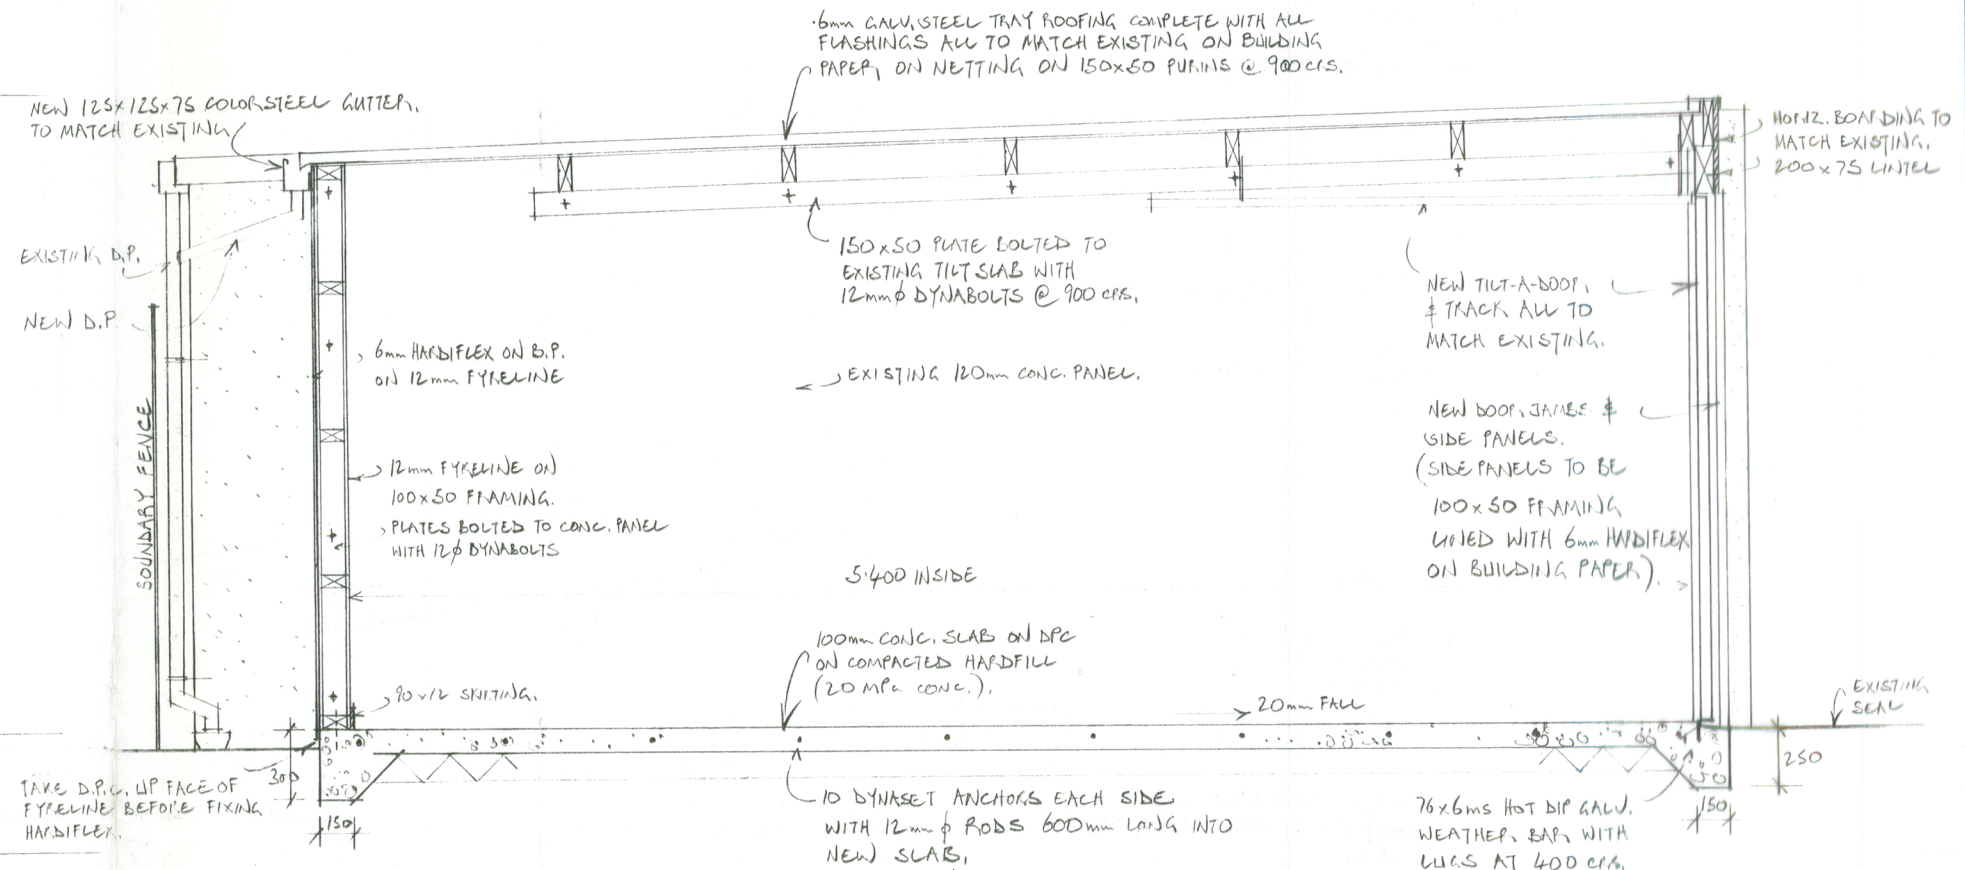 .6mm GALV. STEEL TRAY ROOFING COMPLETE WITH ALL
FLASHINGS ALL TO MATCH EXISTING ON BUILDING
PAPER, ON NETTING ON 150x50 PURINS @ 900 CRS.
NEW 125x125x75 COLORSTEEL GUTTER.
TO MATCH EXISTING
HORIZ. BOARDING TO
MATCH EXISTING.
200x75 LINTEL
EXISTING D.P.
NEW D.P.
150x50 PLATE BOLTED TO
EXISTING TILT SLAB WITH
12mm φ DYNABOLTS @ 900 CRS.
NEW TILT-A-DOOR,
& TRACK ALL TO
MATCH EXISTING.
6mm HARDIFLEX ON B.P.
ON 12mm FYRELINE
EXISTING 120mm CONC. PANEL.
BOUNDARY FENCE
NEW DOOR, JAMBS &
SIDE PANELS.
(SIDE PANELS TO BE
100x50 FRAMING
LINED WITH 6mm HARDIFLEX
ON BUILDING PAPER).
12mm FYRELINE ON
100x50 FRAMING.
PLATES BOLTED TO CONC. PANEL
WITH 12φ DYNABOLTS
5.400 INSIDE
100mm CONC. SLAB ON DPC
ON COMPACTED HARDFILL
(20 MPa CONC.).
90x12 SKIRTING.
20mm FALL
EXISTING
SEAL
300
250
TAKE D.P.C. UP FACE OF
FYRELINE BEFORE FIXING
HARDIFLEX.
150
10 DYNASET ANCHORS EACH SIDE
WITH 12mm φ RODS 600mm LONG INTO
NEW SLAB.
76x6ms HOT DIP GALV.
WEATHER BAR WITH
LUGS AT 400 CRS.
150